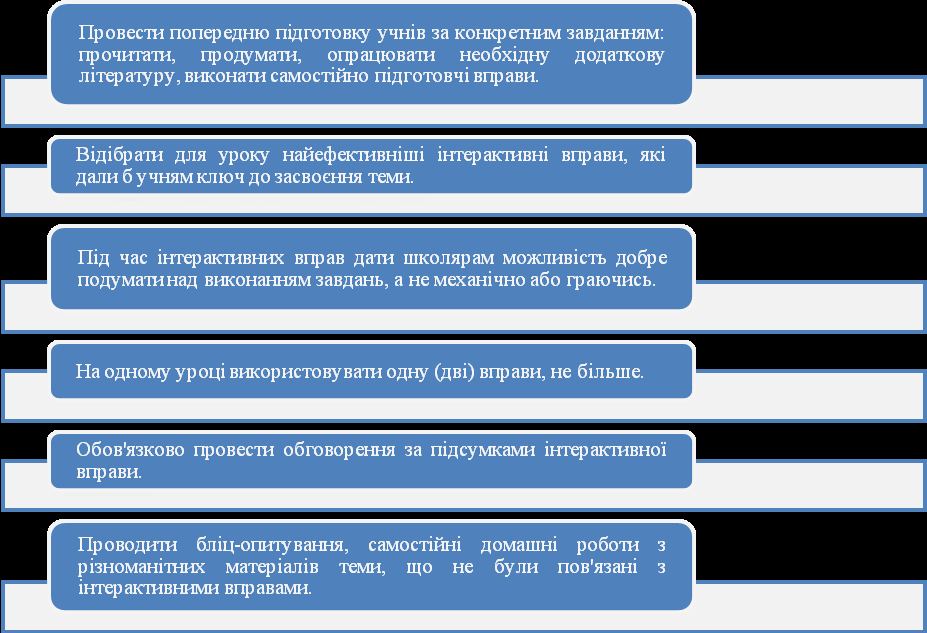 Провести попередню підготовку учнів за конкретним завданням:
прочитати, продумати, опрацювати необхідну додаткову
літературу, виконати самостійно підготовчі вправи.
Відібрати для уроку найефективніші інтерактивні вправи, які
дали б учням ключ до засвоєння теми.
Під час інтерактивних вправ дати школярам можливість добре
подумати над виконанням завдань, а не механічно або граючись.
На одному уроці використовувати одну (дві) вправи, не більше.
Обов'язково провести обговорення за підсумками інтерактивної
вправи.
Проводити бліц-опитування, самостійні домашні роботи з
різноманітних матеріалів теми, що не були пов'язані з
інтерактивними вправами.